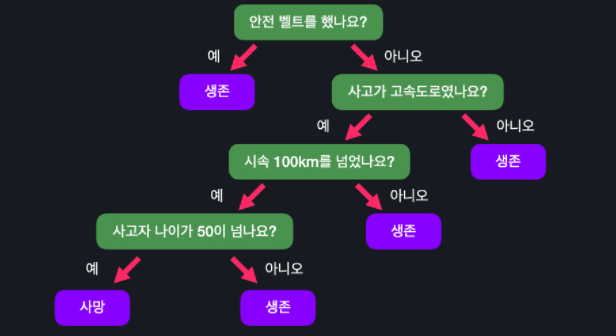 안전 벨트를 했나요?
예
아니오
생존
사고가 고속도로였나요?
예
아니오
시속 100km를 넘었나요?
생존
예
아니오
사고자 나이가 50이 넘나요?
생존
예
아니오
사망
생존